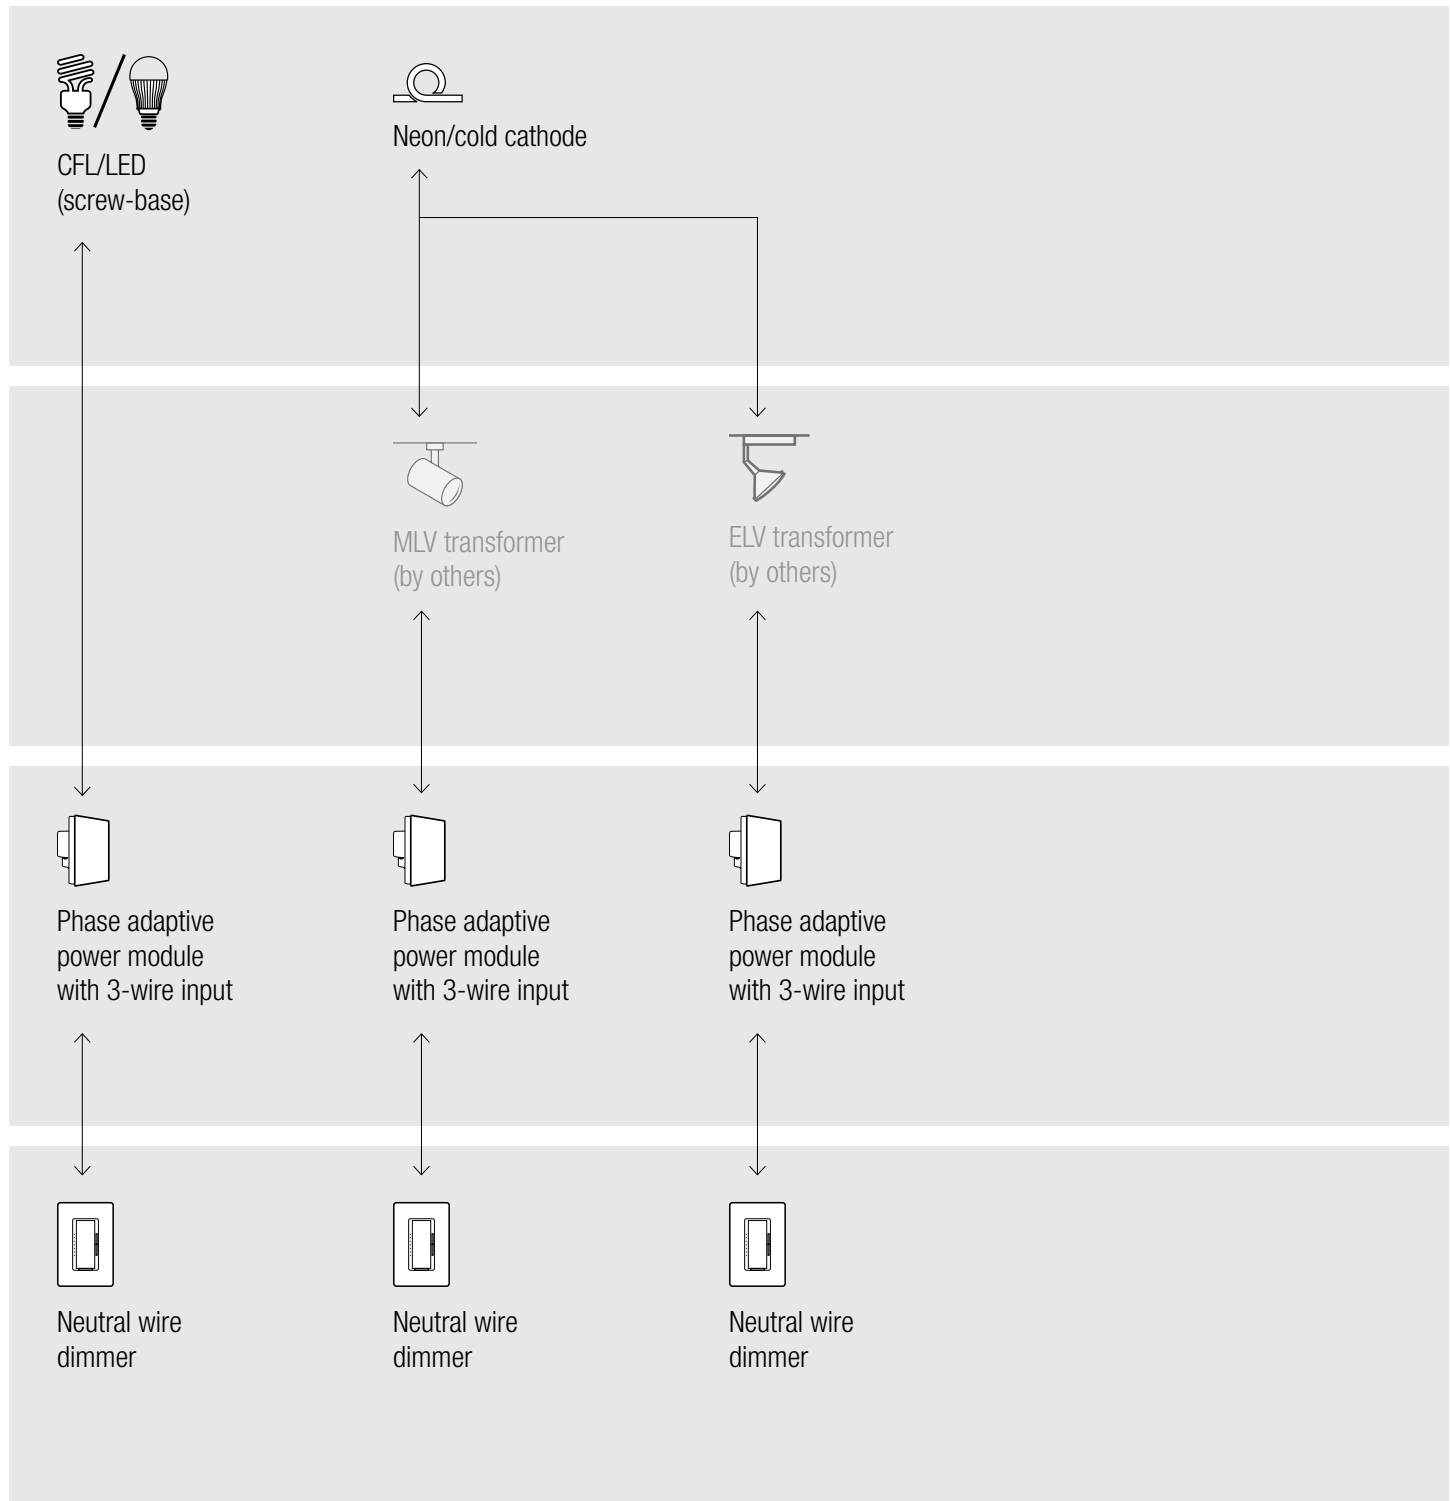 CFL/LED
(screw-base)
Neon/cold cathode
MLV transformer
(by others)
ELV transformer
(by others)
Phase adaptive
power module
with 3-wire input
Phase adaptive
power module
with 3-wire input
Phase adaptive
power module
with 3-wire input
Neutral wire
dimmer
Neutral wire
dimmer
Neutral wire
dimmer